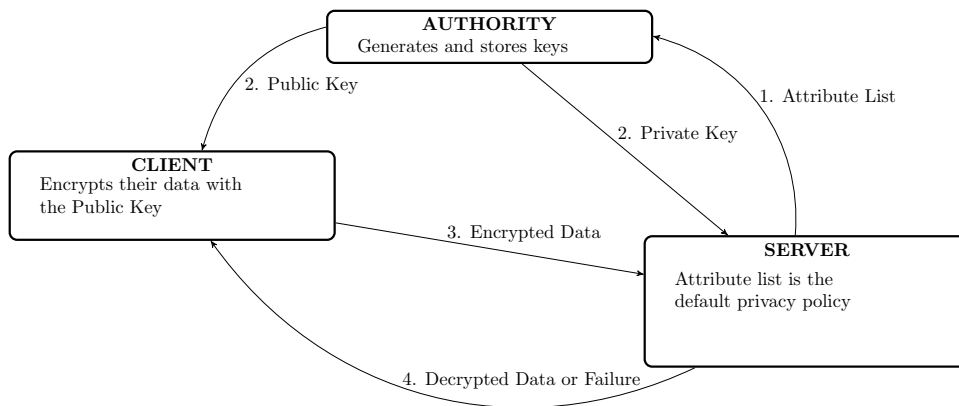 AUTHORITY
Generates and stores keys
2. Public Key
1. Attribute List
2. Private Key
CLIENT
Encrypts their data with
the Public Key
3. Encrypted Data
SERVER
Attribute list is the
default privacy policy
4. Decrypted Data or Failure